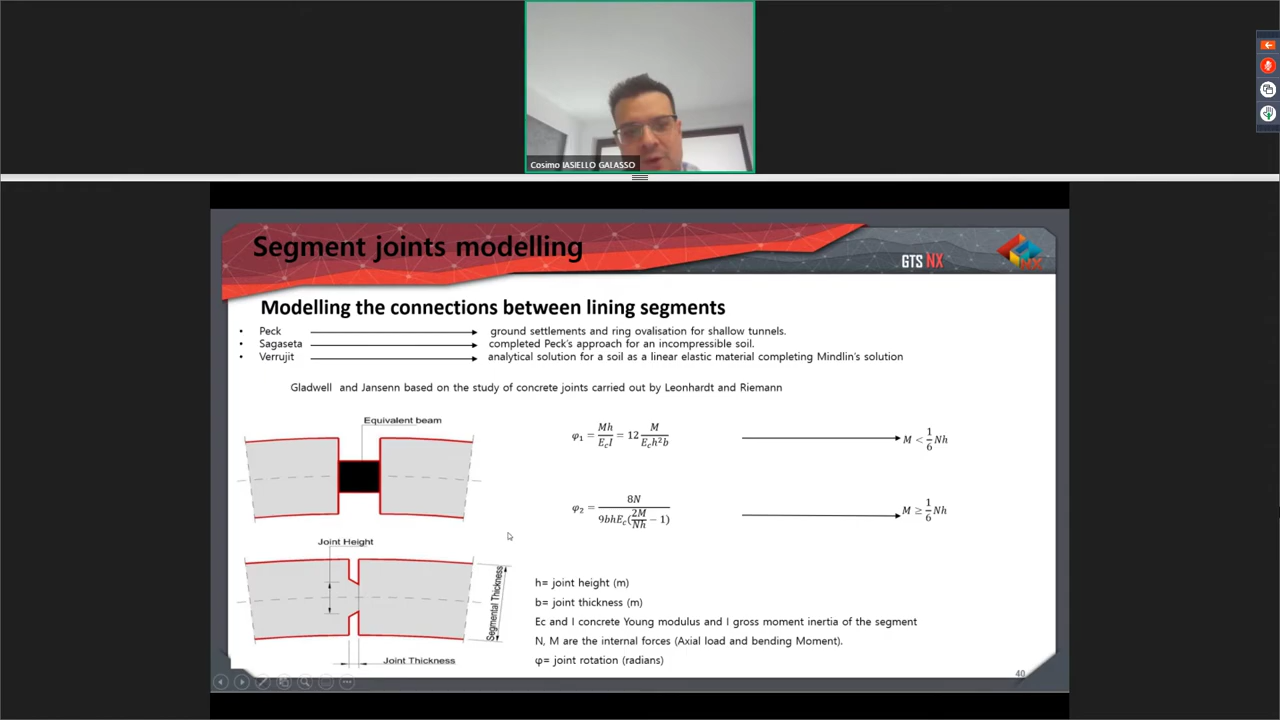 Cosimo IASIELLO GALASSO
Segment joints modelling
GTS NX
NX
Modelling the connections between lining segments
• Peck ground settlements and ring ovalisation for shallow tunnels.
• Sagaseta completed Peck's approach for an incompressible soil.
• Verrujit analytical solution for a soil as a linear elastic material completing Mindlin's solution
Gladwell and Jansenn based on the study of concrete joints carried out by Leonhardt and Riemann
Equivalent beam
φ₁ = Mh/E꜀I = 12 M/E꜀h²b M < 1/6 Nh
φ₂ = 8N/9bhE꜀(2M/Nh − 1) M ≥ 1/6 Nh
Joint Height
Segmental Thickness
Joint Thickness
h= joint height (m)
b= joint thickness (m)
Ec and I concrete Young modulus and I gross moment inertia of the segment
N, M are the internal forces (Axial load and bending Moment).
φ= joint rotation (radians)
40